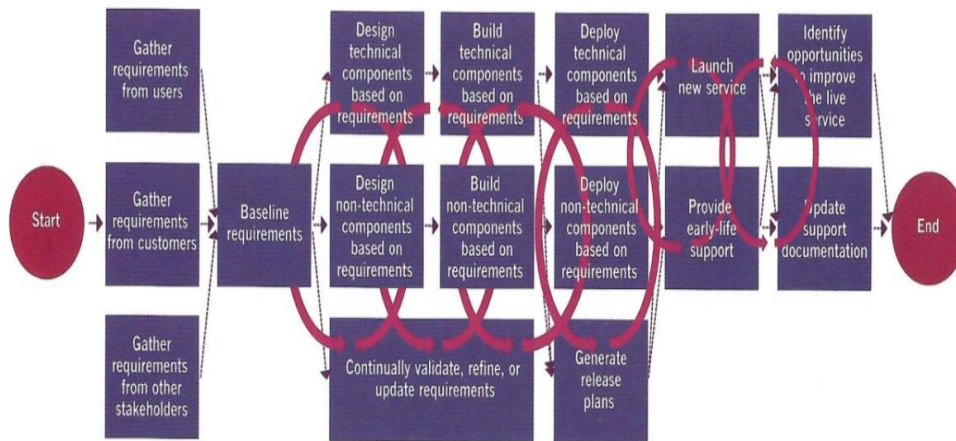 Start
Gather
requirements
from users
Gather
requirements
from customers
Gather
requirements
from other
stakeholders
Baseline
requirements
Design
technical
components
based on
requirements
Design
non-technical
components
based on
requirements
Continually validate, refine, or
update requirements
Build
technical
components
based on
requirements
Build
non-technical
components
based on
requirements
Deploy
technical
components
based on
requirements
Deploy
non-technical
components
based on
requirements
Generate
release
plans
Launch
new service
Provide
early-life
support
Identify
opportunities
to improve
the live
service
Update
support
documentation
End